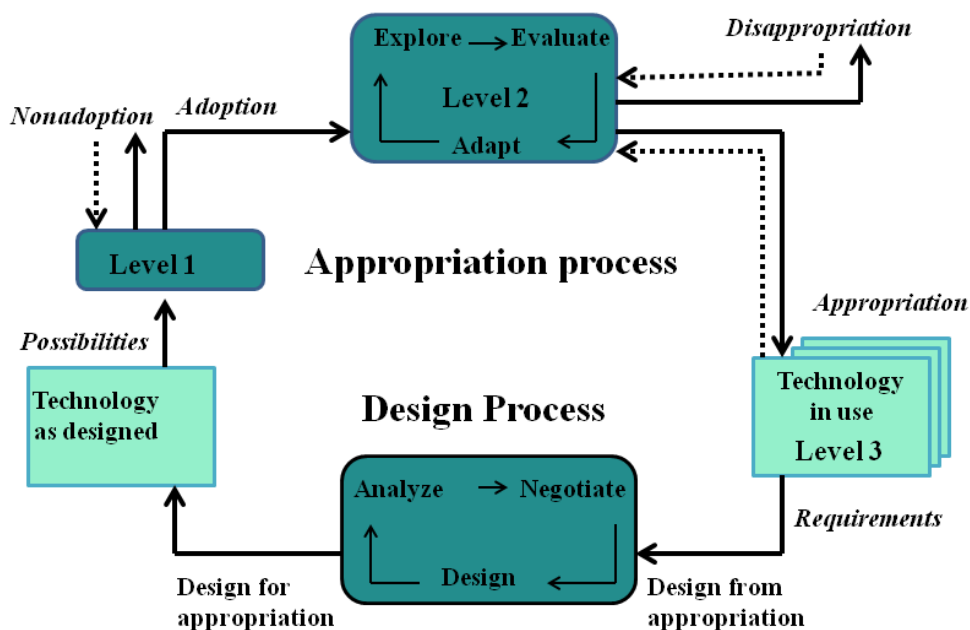 Explore Evaluate
Level 2
Adapt
Disappropriation
Nonadoption
Adoption
Level 1
Appropriation process
Possibilities
Technology
as designed
Appropriation
Technology
in use
Level 3
Design Process
Analyze Negotiate
Design
Requirements
Design for
appropriation
Design from
appropriation